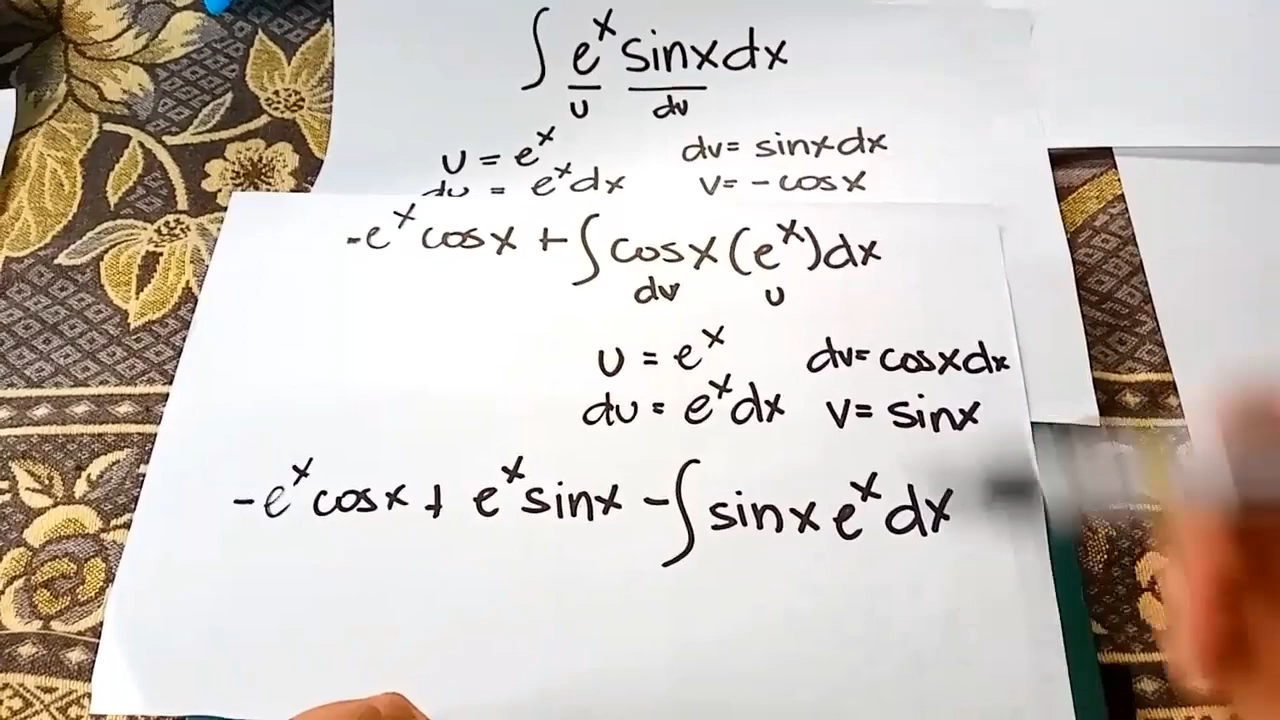 ∫ e^x sinx dx
u dv
u = e^x dv = sinx dx
du = e^x dx v = -cosx
-e^x cosx + ∫ cosx (e^x) dx
dv u
u = e^x dv = cosx dx
du = e^x dx v = sinx
-e^x cosx + e^x sinx - ∫ sinx e^x dx